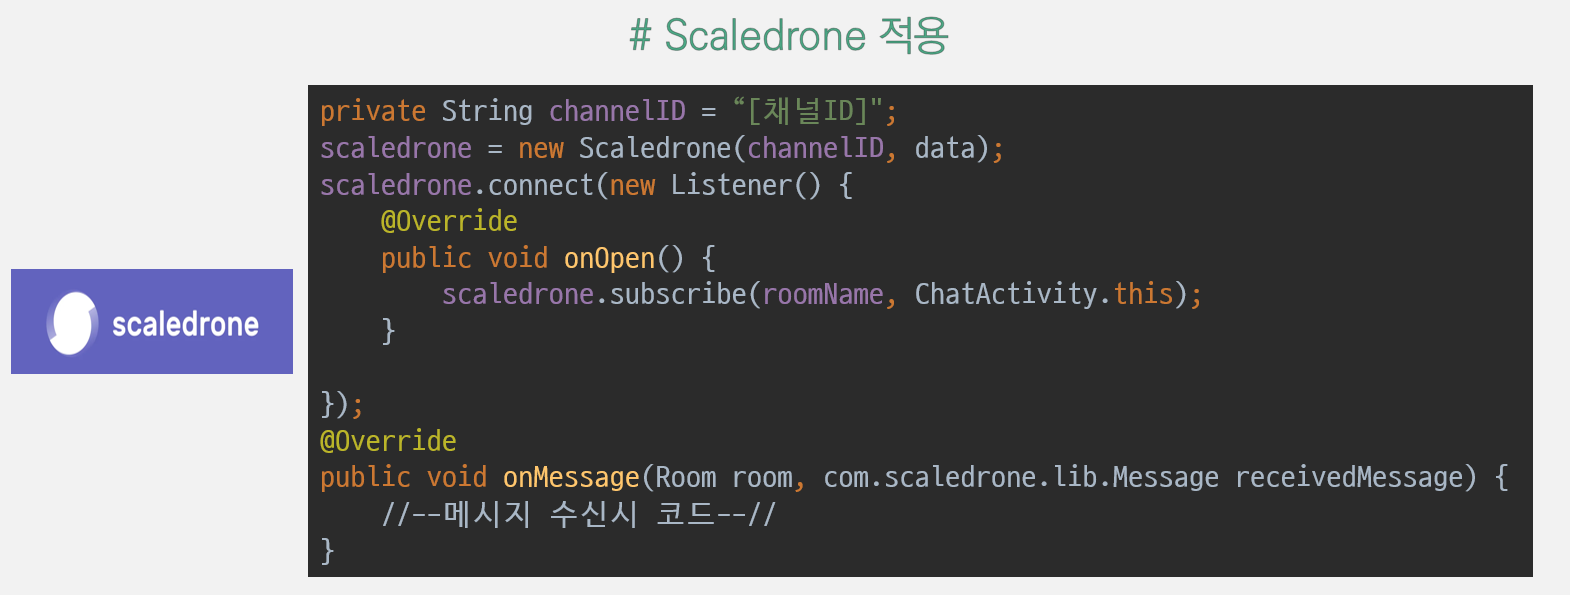 # Scaledrone 적용
private String channelID = “[채널ID]";
scaledrone = new Scaledrone(channelID, data);
scaledrone.connect(new Listener() {
@Override
public void onOpen() {
scaledrone.subscribe(roomName, ChatActivity.this);
}
});
@Override
public void onMessage(Room room, com.scaledrone.lib.Message receivedMessage) {
//--메시지 수신시 코드--//
}
scaledrone